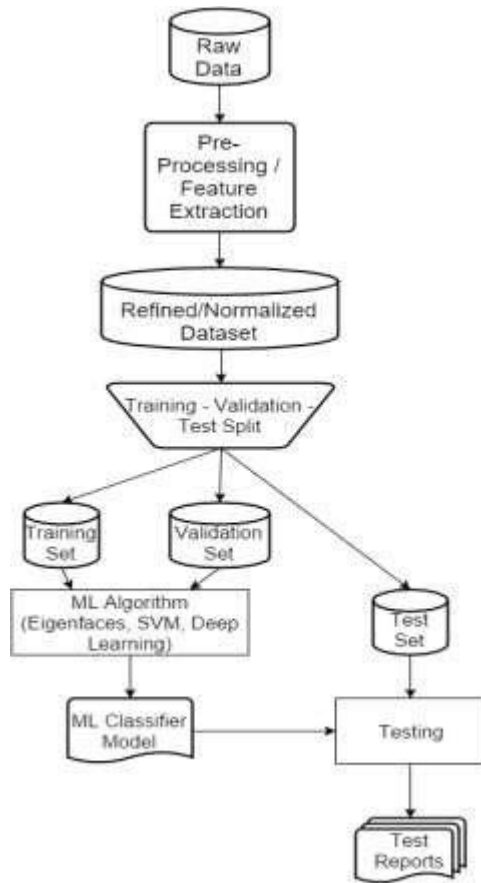 Raw
Data
Pre-
Processing /
Feature
Extraction
Refined/Normalized
Dataset
Training - Validation -
Test Split
Training
Set
Validation
Set
ML Algorithm
(Eigenfaces, SVM, Deep
Learning)
Test
Set
ML Classifier
Model
Testing
Test
Reports